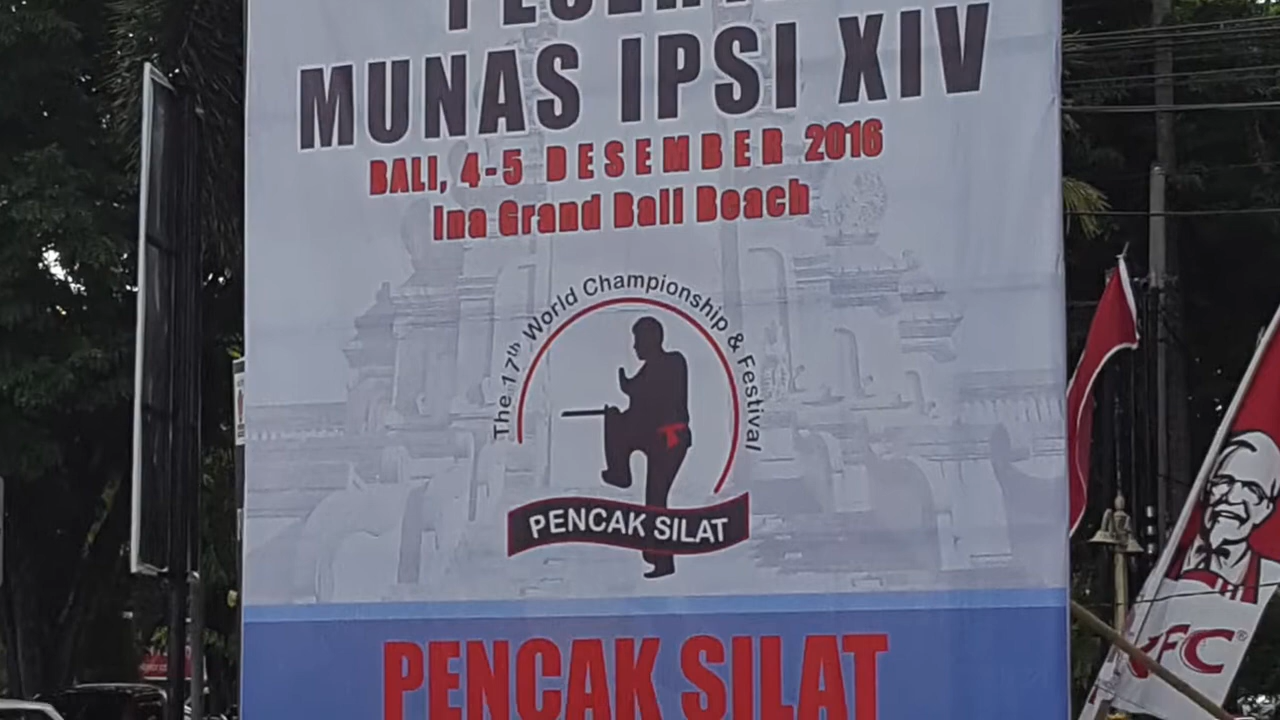 MUNAS IPSI XIV
BALI, 4-5 DESEMBER 2016
Ina Grand Bali Beach
The 17th World Championship & Festival
PENCAK SILAT
PENCAK SILAT
KFC